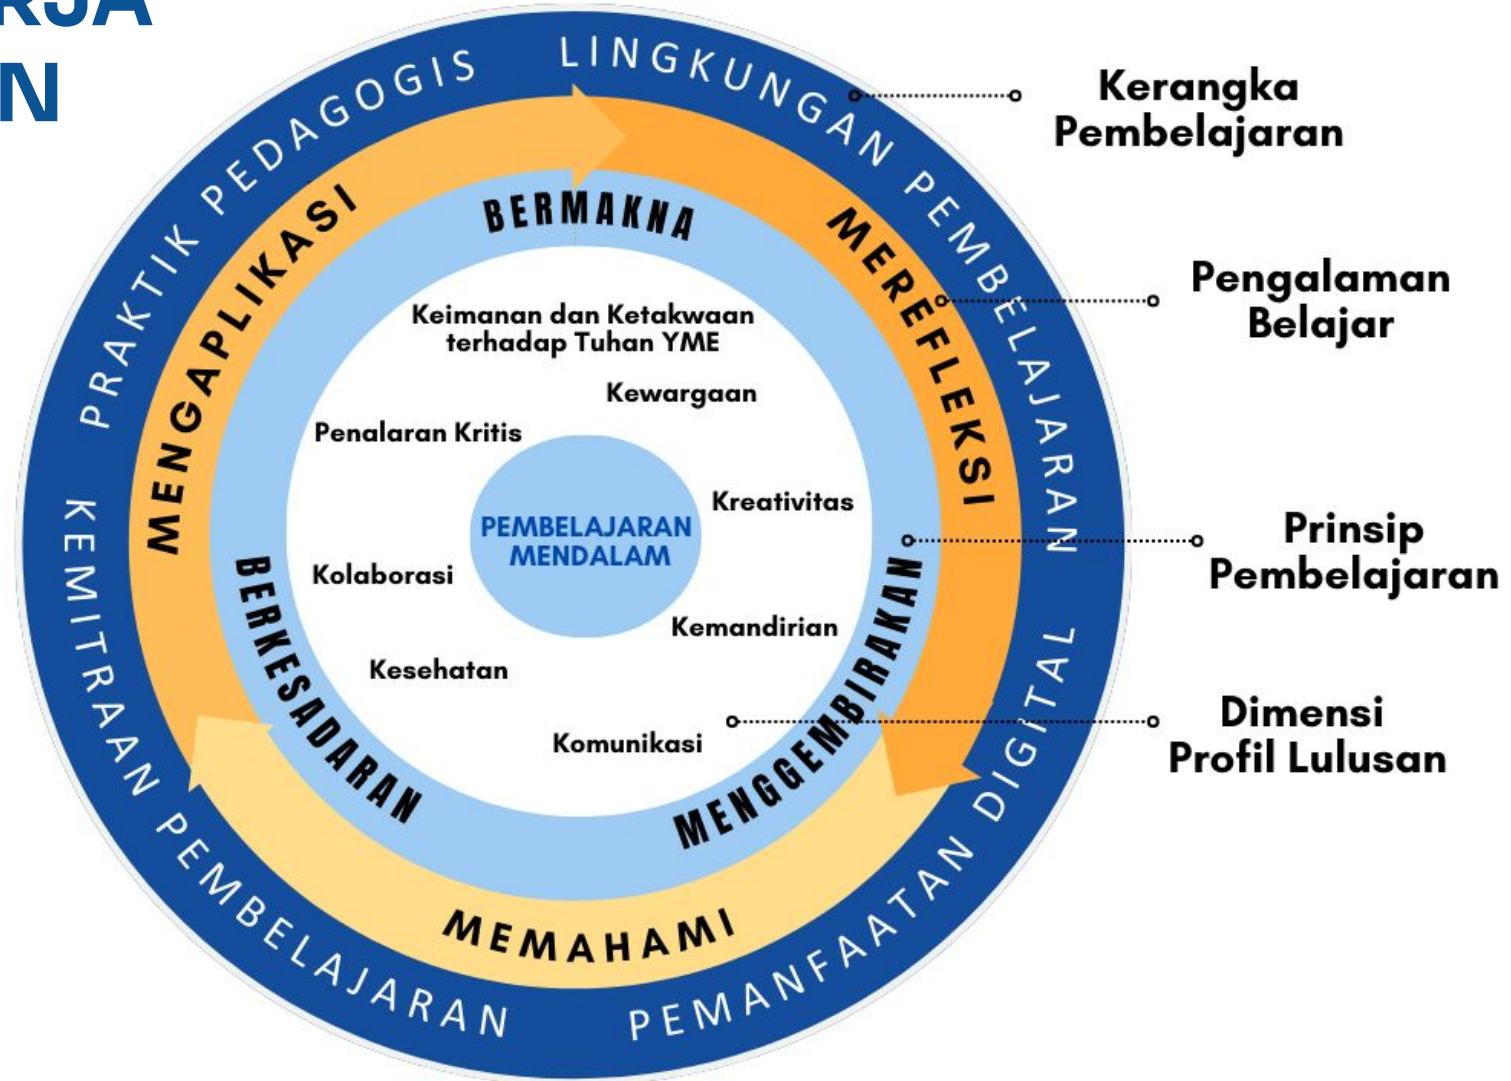 RJA
N
PRAKTIK PEDAGOGIS
LINGKUNGAN PEMBELAJARAN
PEMANFAATAN DIGITAL
KEMITRAAN PEMBELAJARAN
MENGAPLIKASI
MEREFLEKSI
MEMAHAMI
BERMAKNA
MENGGEMBIRAKAN
BERKESADARAN
Keimanan dan Ketakwaan
terhadap Tuhan YME
Kewargaan
Penalaran Kritis
Kreativitas
PEMBELAJARAN
MENDALAM
Kolaborasi
Kemandirian
Kesehatan
Komunikasi
Kerangka
Pembelajaran
Pengalaman
Belajar
Prinsip
Pembelajaran
Dimensi
Profil Lulusan